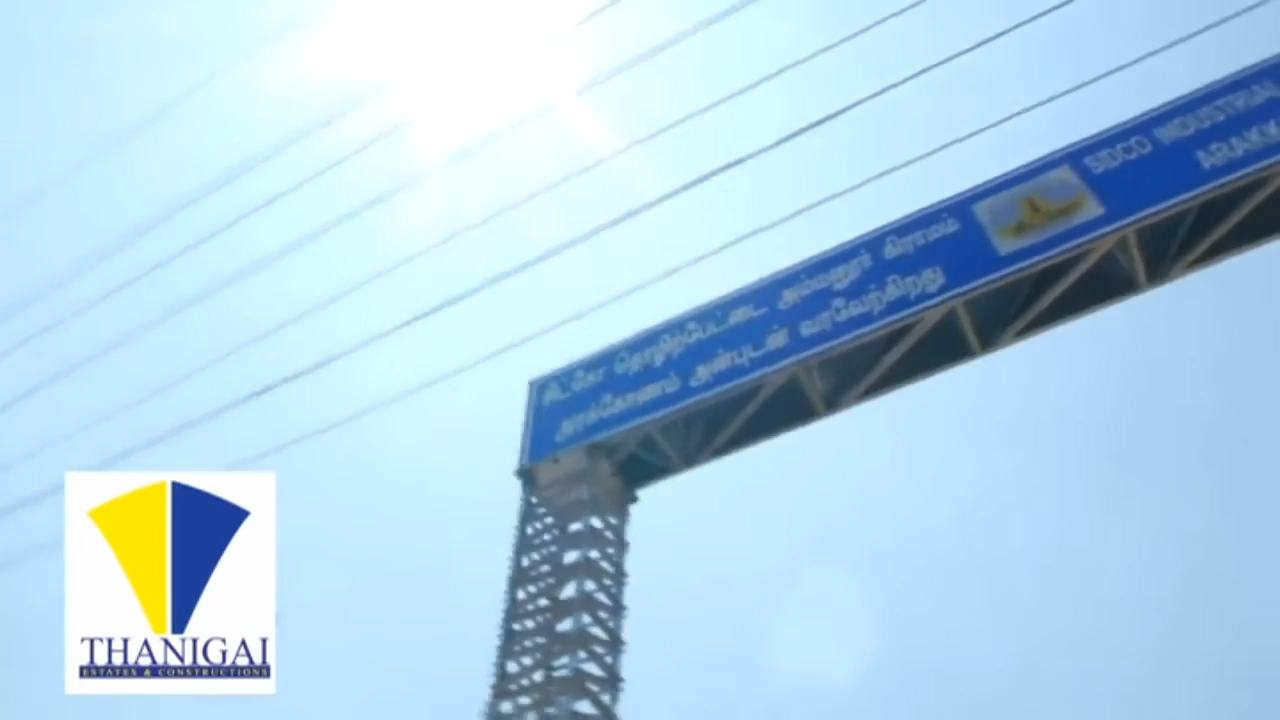 சிட்கோ தொழிற்பேட்டை அம்மனூர் கிராமம்
அரக்கோணம் அன்புடன் வரவேற்கிறது
SIDCO INDUSTRIAL
ARAKK
THANIGAI
ESTATES & CONSTRUCTIONS